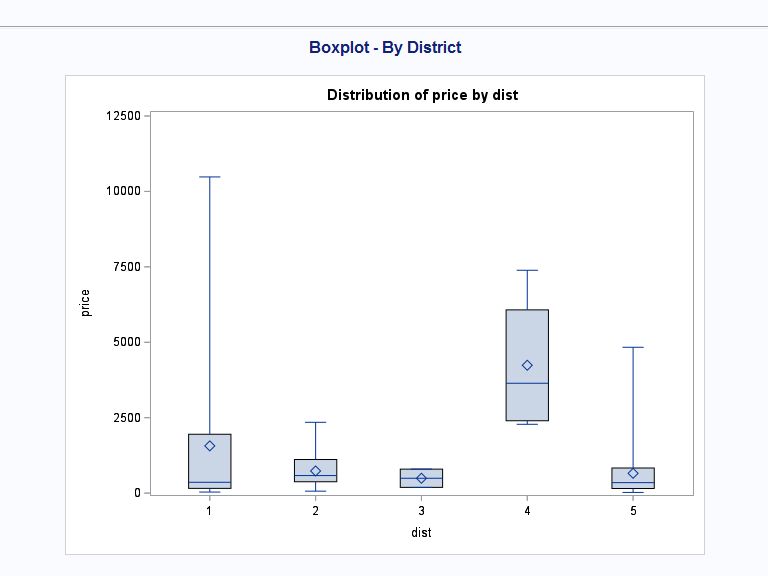 Boxplot - By District
Distribution of price by dist
12500
10000
7500
5000
2500
0
price
1 2 3 4 5
dist